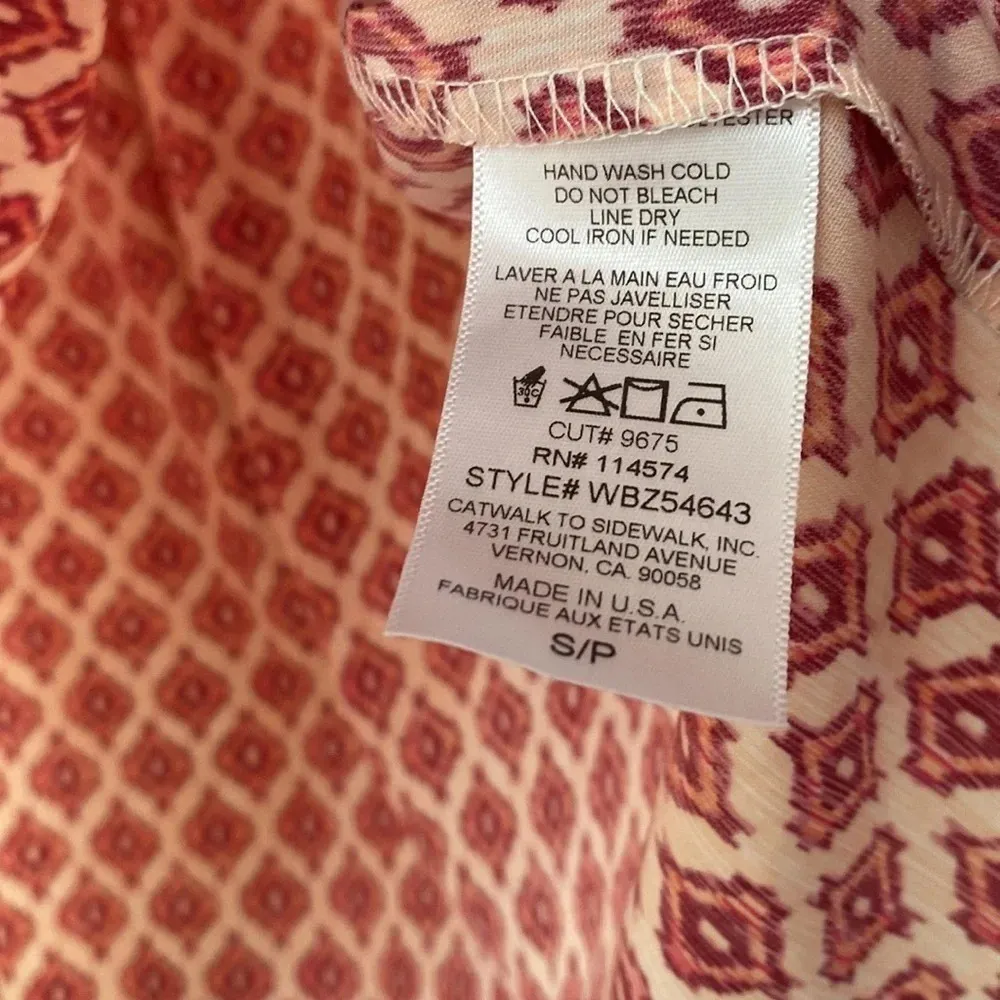 HAND WASH COLD
DO NOT BLEACH
LINE DRY
COOL IRON IF NEEDED
LAVER A LA MAIN EAU FROID
NE PAS JAVELLISER
ETENDRE POUR SECHER
FAIBLE EN FER SI
NECESSAIRE
30C
CUT# 9675
RN# 114574
STYLE# WBZ54643
CATWALK TO SIDEWALK, INC.
4731 FRUITLAND AVENUE
VERNON, CA. 90058
MADE IN U.S.A.
FABRIQUE AUX ETATS UNIS
S/P